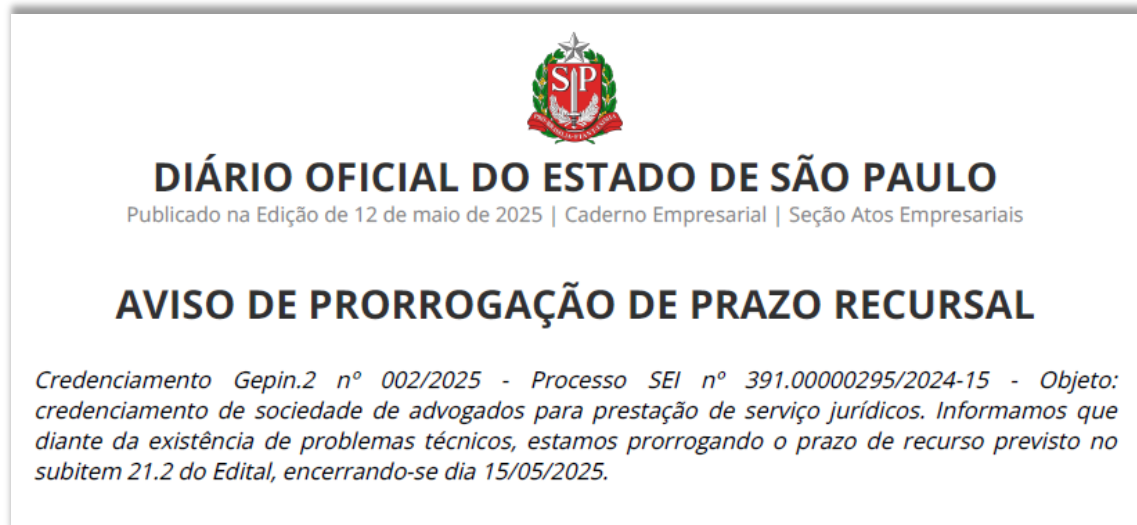 SP
DIÁRIO OFICIAL DO ESTADO DE SÃO PAULO
Publicado na Edição de 12 de maio de 2025 | Caderno Empresarial | Seção Atos Empresariais
AVISO DE PRORROGAÇÃO DE PRAZO RECURSAL
Credenciamento Gepin.2 nº 002/2025 - Processo SEI nº 391.00000295/2024-15 - Objeto:
credenciamento de sociedade de advogados para prestação de serviço jurídicos. Informamos que
diante da existência de problemas técnicos, estamos prorrogando o prazo de recurso previsto no
subitem 21.2 do Edital, encerrando-se dia 15/05/2025.